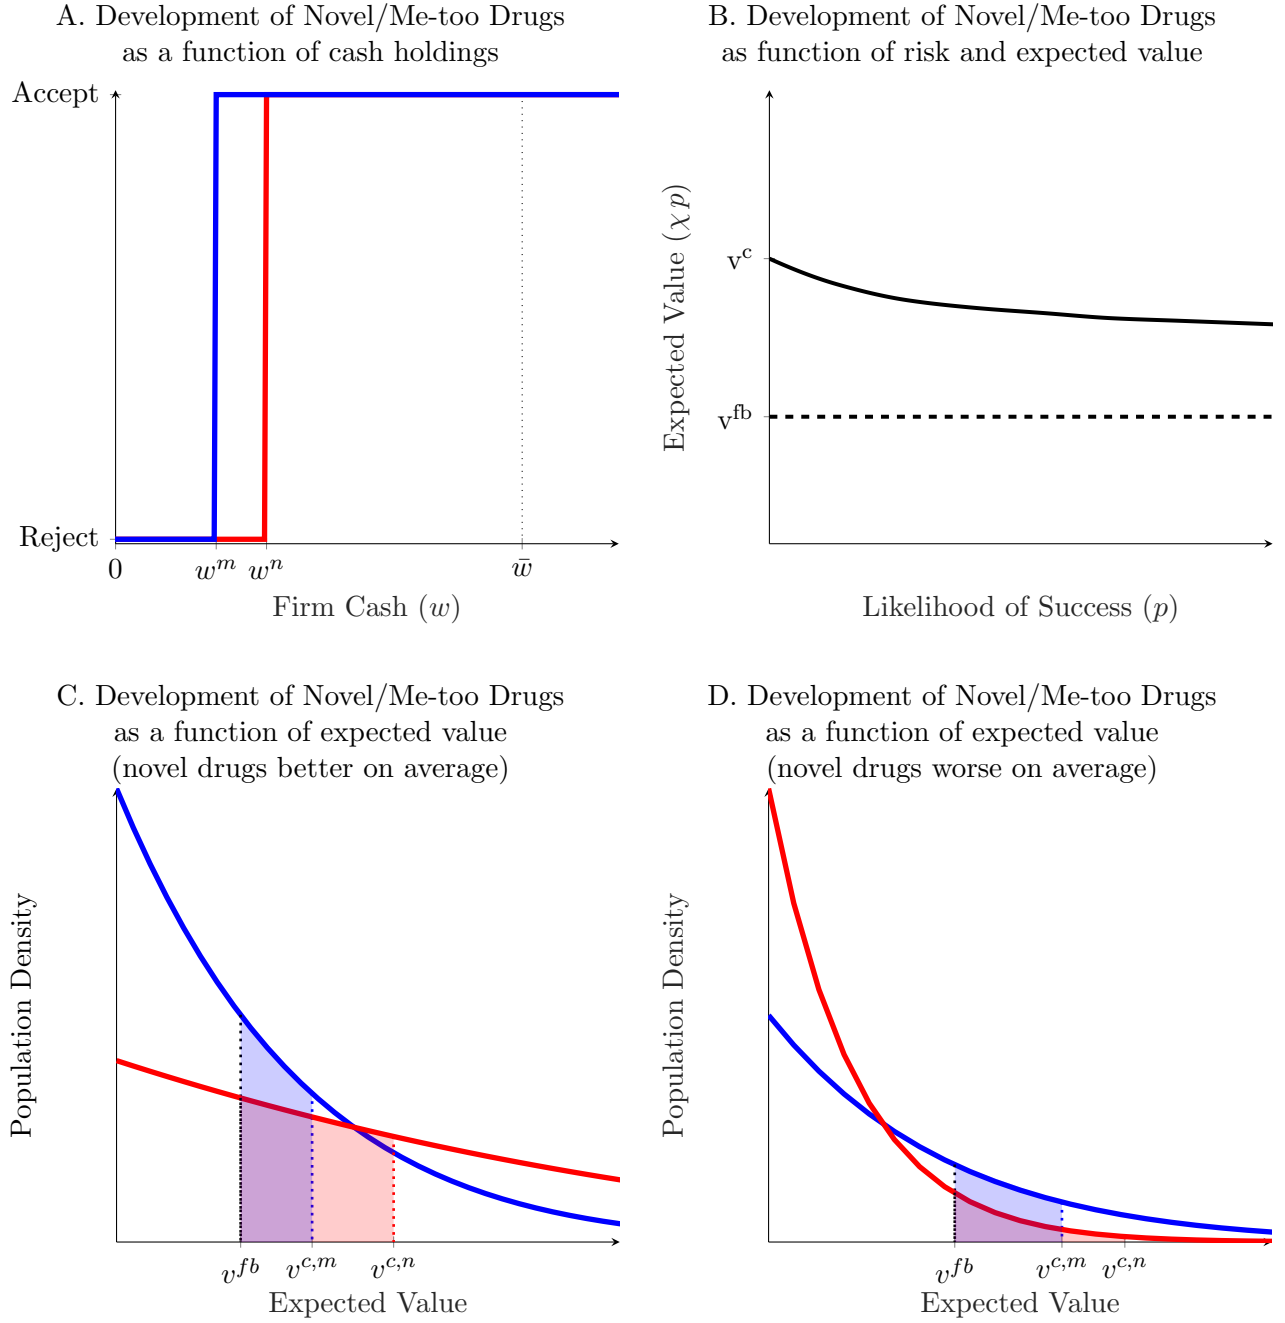 A. Development of Novel/Me-too Drugs
as a function of cash holdings
Accept
Reject
0
w^m
w^n
w̄
Firm Cash (w)
B. Development of Novel/Me-too Drugs
as function of risk and expected value
Expected Value (χ p)
v^c
v^fb
Likelihood of Success (p)
C. Development of Novel/Me-too Drugs
as a function of expected value
(novel drugs better on average)
Population Density
v^fb
v^c,m
v^c,n
Expected Value
D. Development of Novel/Me-too Drugs
as a function of expected value
(novel drugs worse on average)
Population Density
v^fb
v^c,m
v^c,n
Expected Value